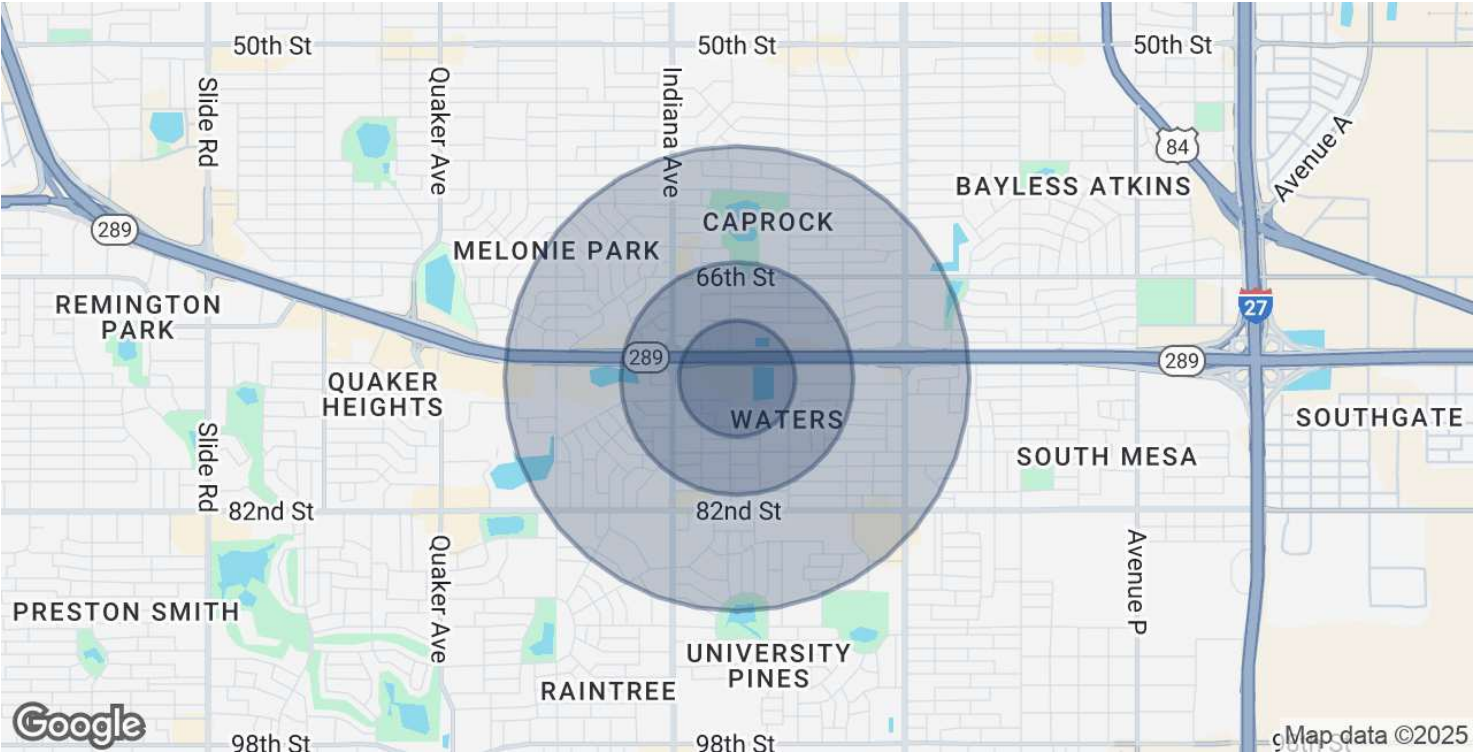 50th St
50th St
50th St
Slide Rd
Quaker Ave
Indiana Ave
84
Avenue A
BAYLESS ATKINS
CAPROCK
289
MELONIE PARK
66th St
REMINGTON
PARK
27
289
289
QUAKER
HEIGHTS
WATERS
SOUTHGATE
SOUTH MESA
Slide Rd
82nd St
82nd St
Quaker Ave
Avenue P
PRESTON SMITH
UNIVERSITY
PINES
RAINTREE
Google
98th St
98th St
Map data ©2025